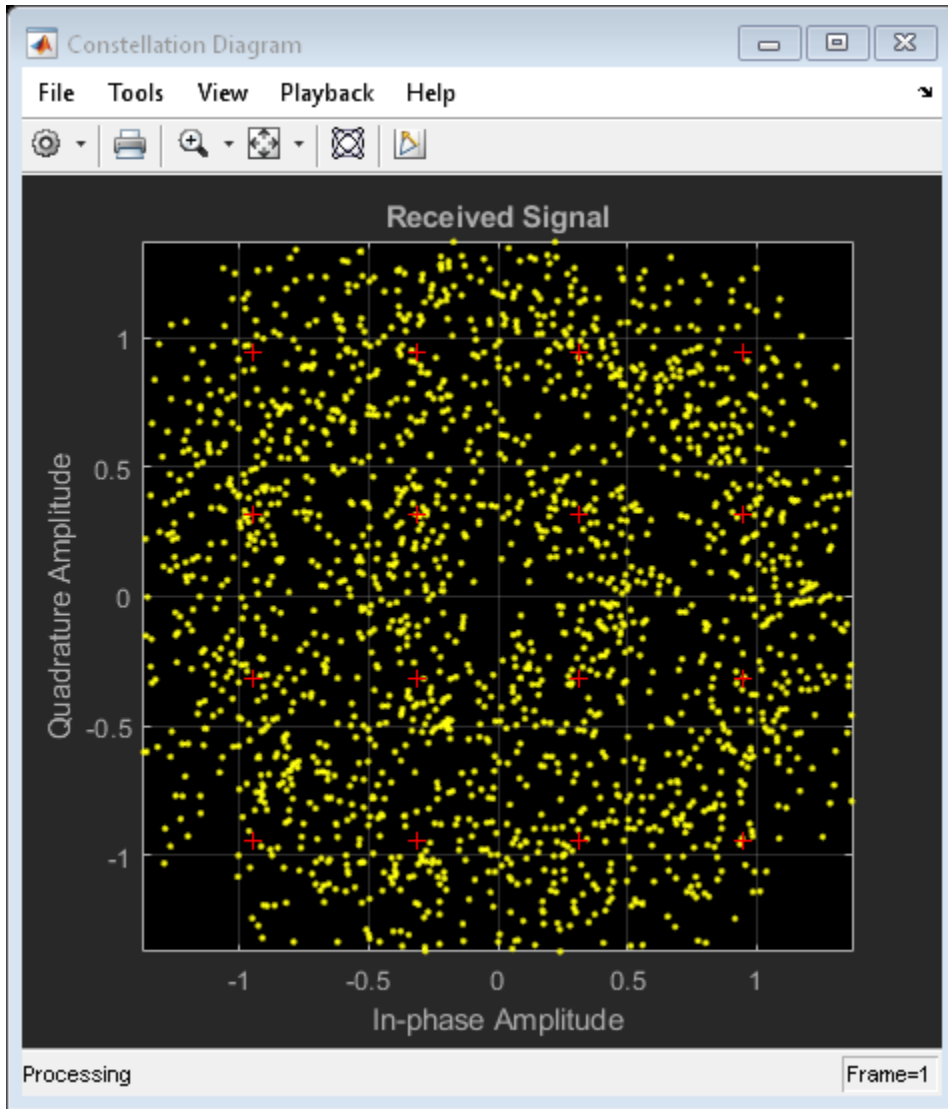 Constellation Diagram
File Tools View Playback Help
Received Signal
Quadrature Amplitude
1
0.5
0
-0.5
-1
-1 -0.5 0 0.5 1
In-phase Amplitude
Processing Frame=1